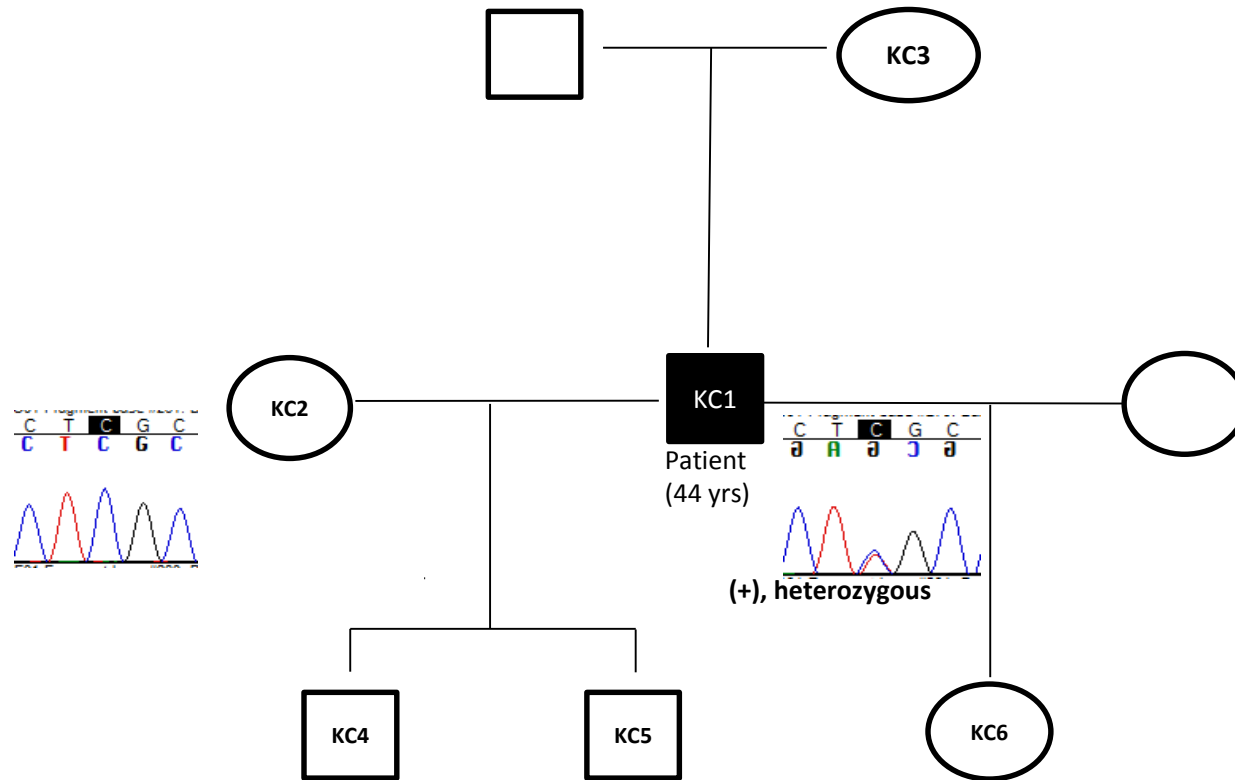 KC3
KC2
KC1
Patient
(44 yrs)
C T C G C
C T C G C
C T C G C
G A G C G
(+), heterozygous
KC4
KC5
KC6